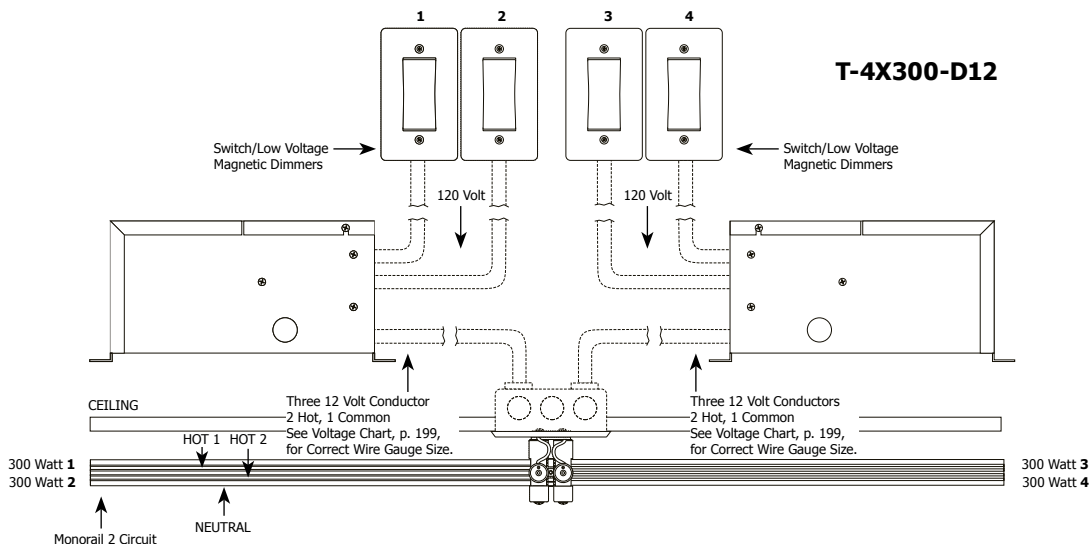 1 2 3 4
T-4X300-D12
Switch/Low Voltage
Magnetic Dimmers
120 Volt
120 Volt
Switch/Low Voltage
Magnetic Dimmers
CEILING
Three 12 Volt Conductor
2 Hot, 1 Common
See Voltage Chart, p. 199,
for Correct Wire Gauge Size.
Three 12 Volt Conductors
2 Hot, 1 Common
See Voltage Chart, p. 199,
for Correct Wire Gauge Size.
HOT 1 HOT 2
300 Watt 1
300 Watt 2
300 Watt 3
300 Watt 4
NEUTRAL
Monorail 2 Circuit